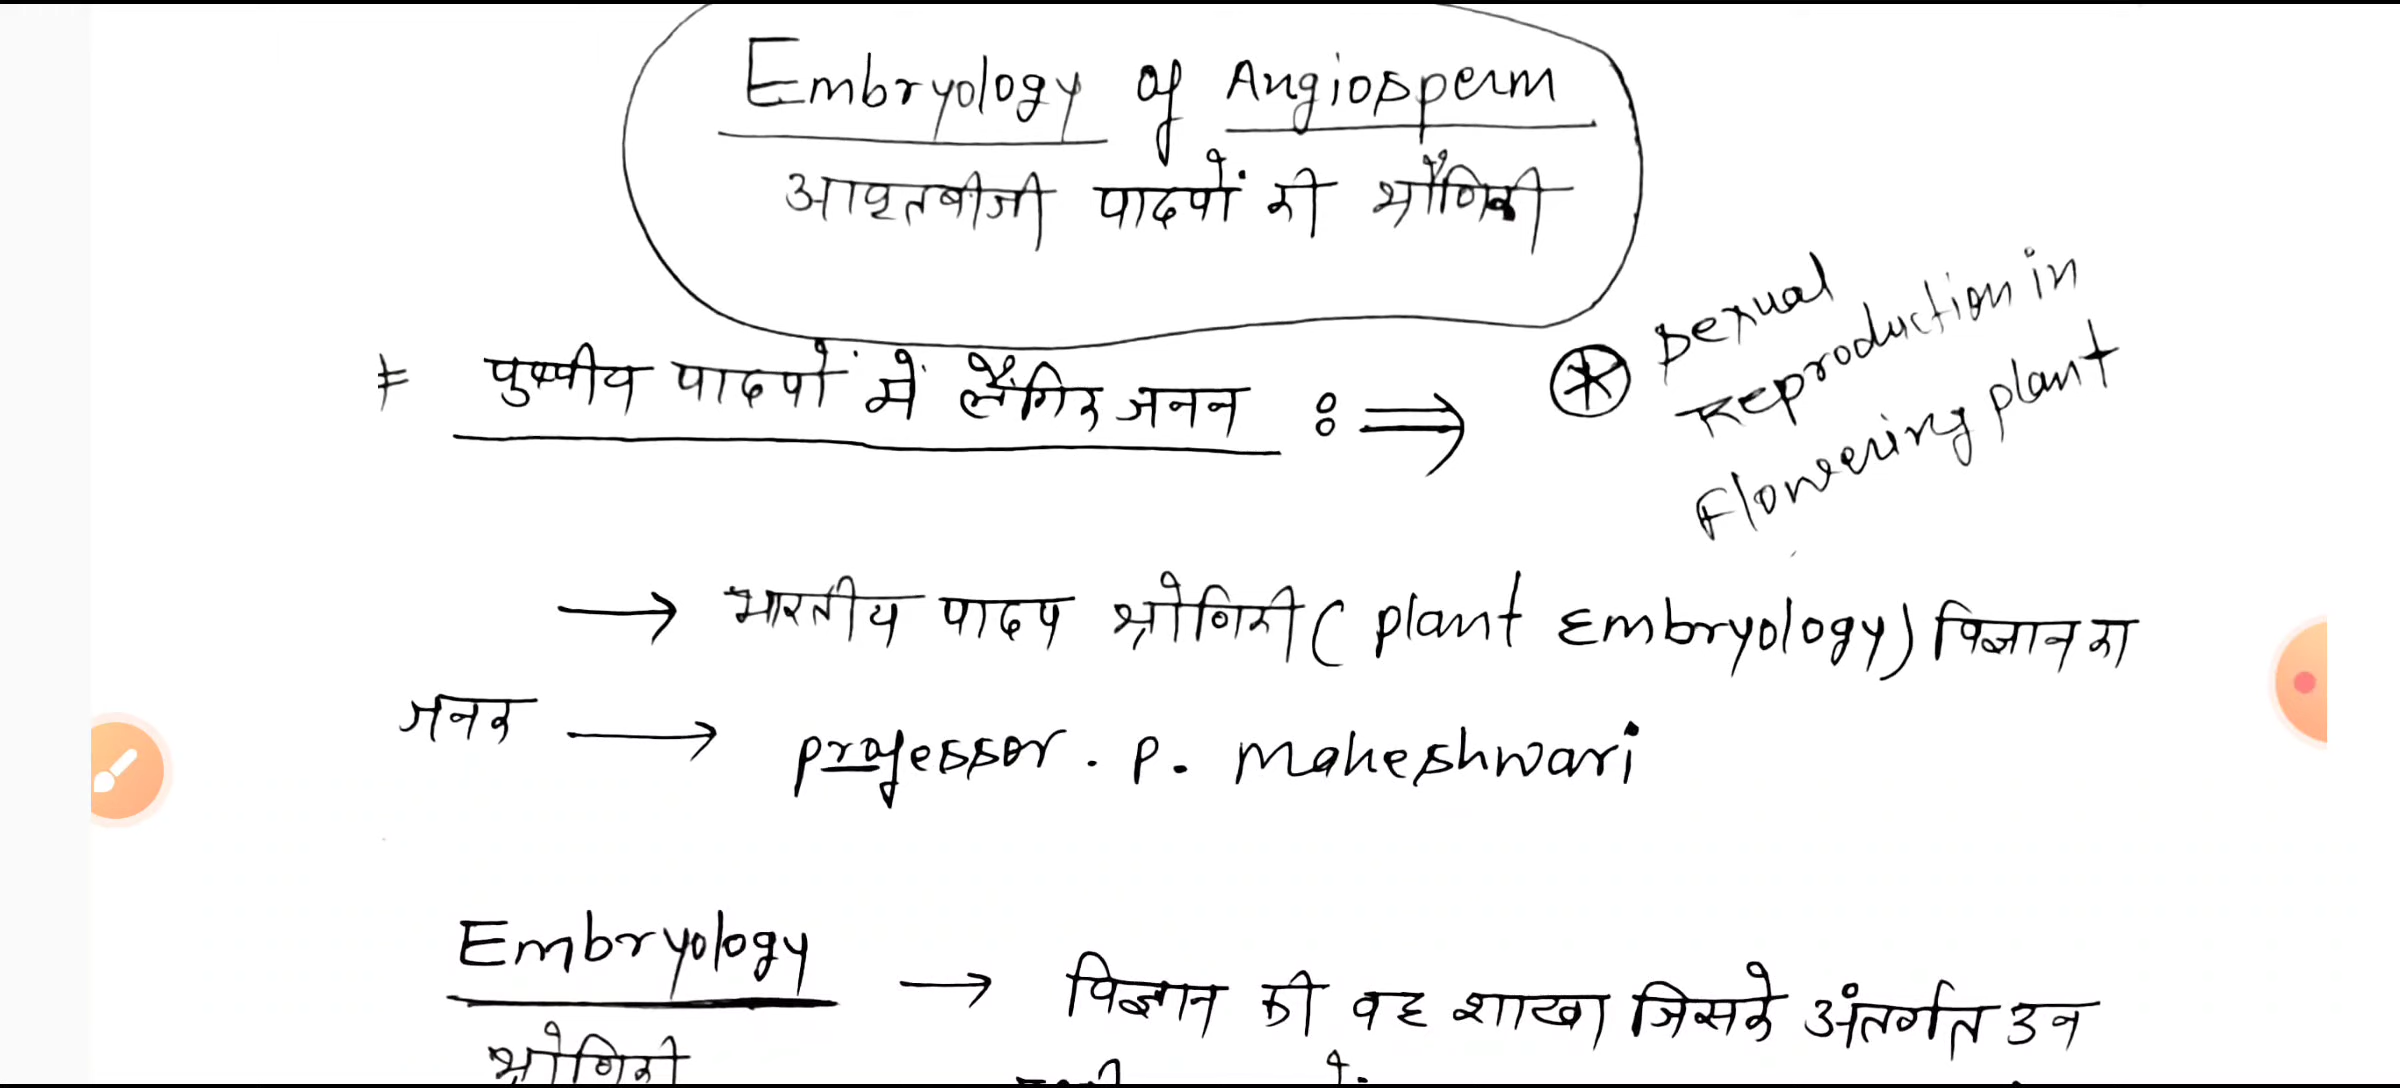 Embryology of Angiosperm
आवृतबीजी पादपों की भ्रौणिकी
पुष्पीय पादपों में लैंगिक जनन :⇒
⊛ Sexual
Reproduction in
Flowering plant
→ भारतीय पादप भ्रोणिकी ( plant Embryology) विज्ञान का
जनक → professor. P. Maheshwari
Embryology → विज्ञान की वह शाखा जिसके अंतर्गत उन
भ्रोणिकी